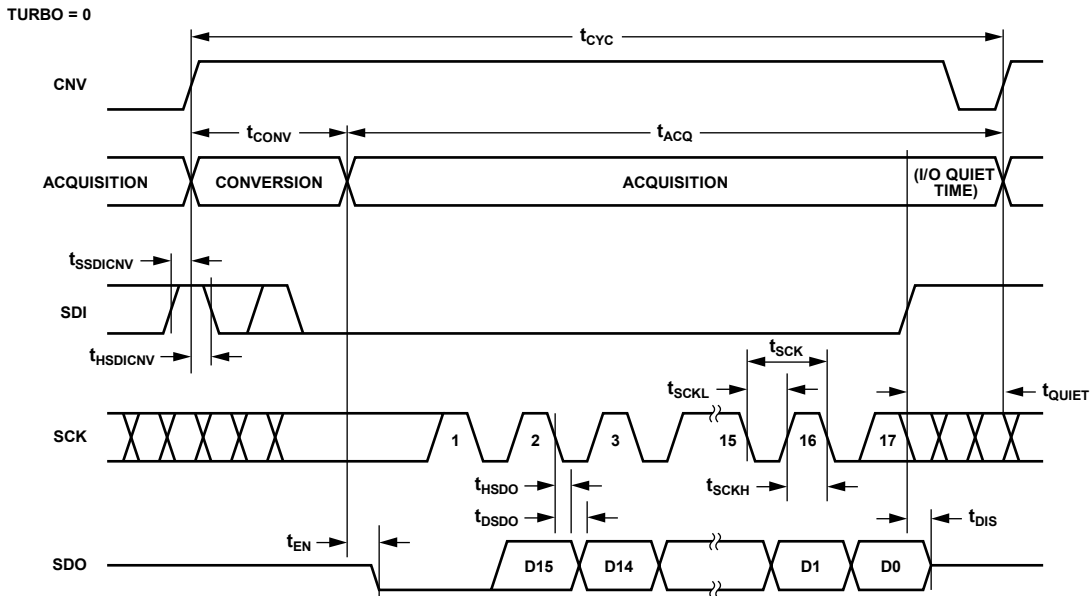 TURBO = 0
tCYC
CNV
tCONV
tACQ
ACQUISITION
CONVERSION
ACQUISITION
(I/O QUIET
TIME)
tSSDICNV
SDI
tHSDICNV
tSCK
tSCKL
tQUIET
SCK
1
2
3
15
16
17
tHSDO
tSCKH
tDSDO
tDIS
tEN
SDO
D15
D14
D1
D0